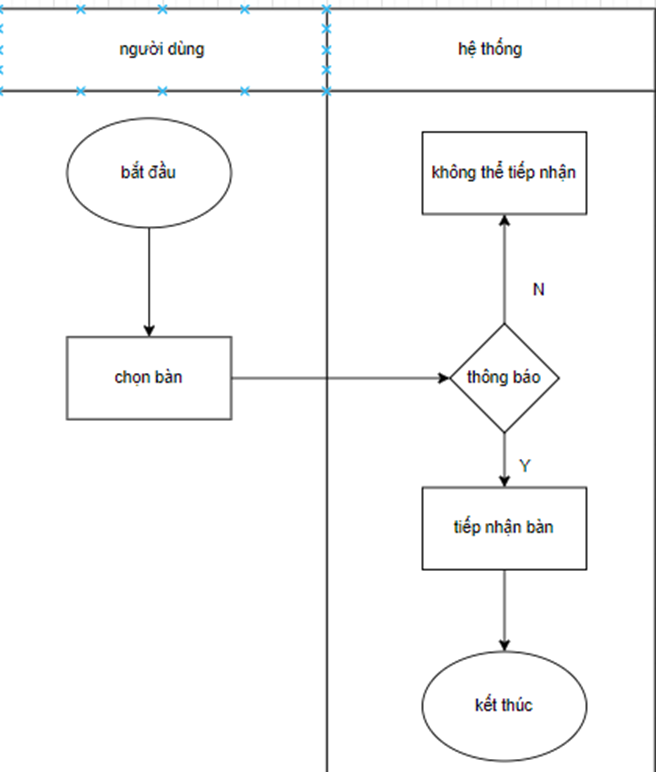 người dùng
hệ thống
bắt đầu
không thể tiếp nhận
N
chọn bàn
thông báo
Y
tiếp nhận bàn
kết thúc